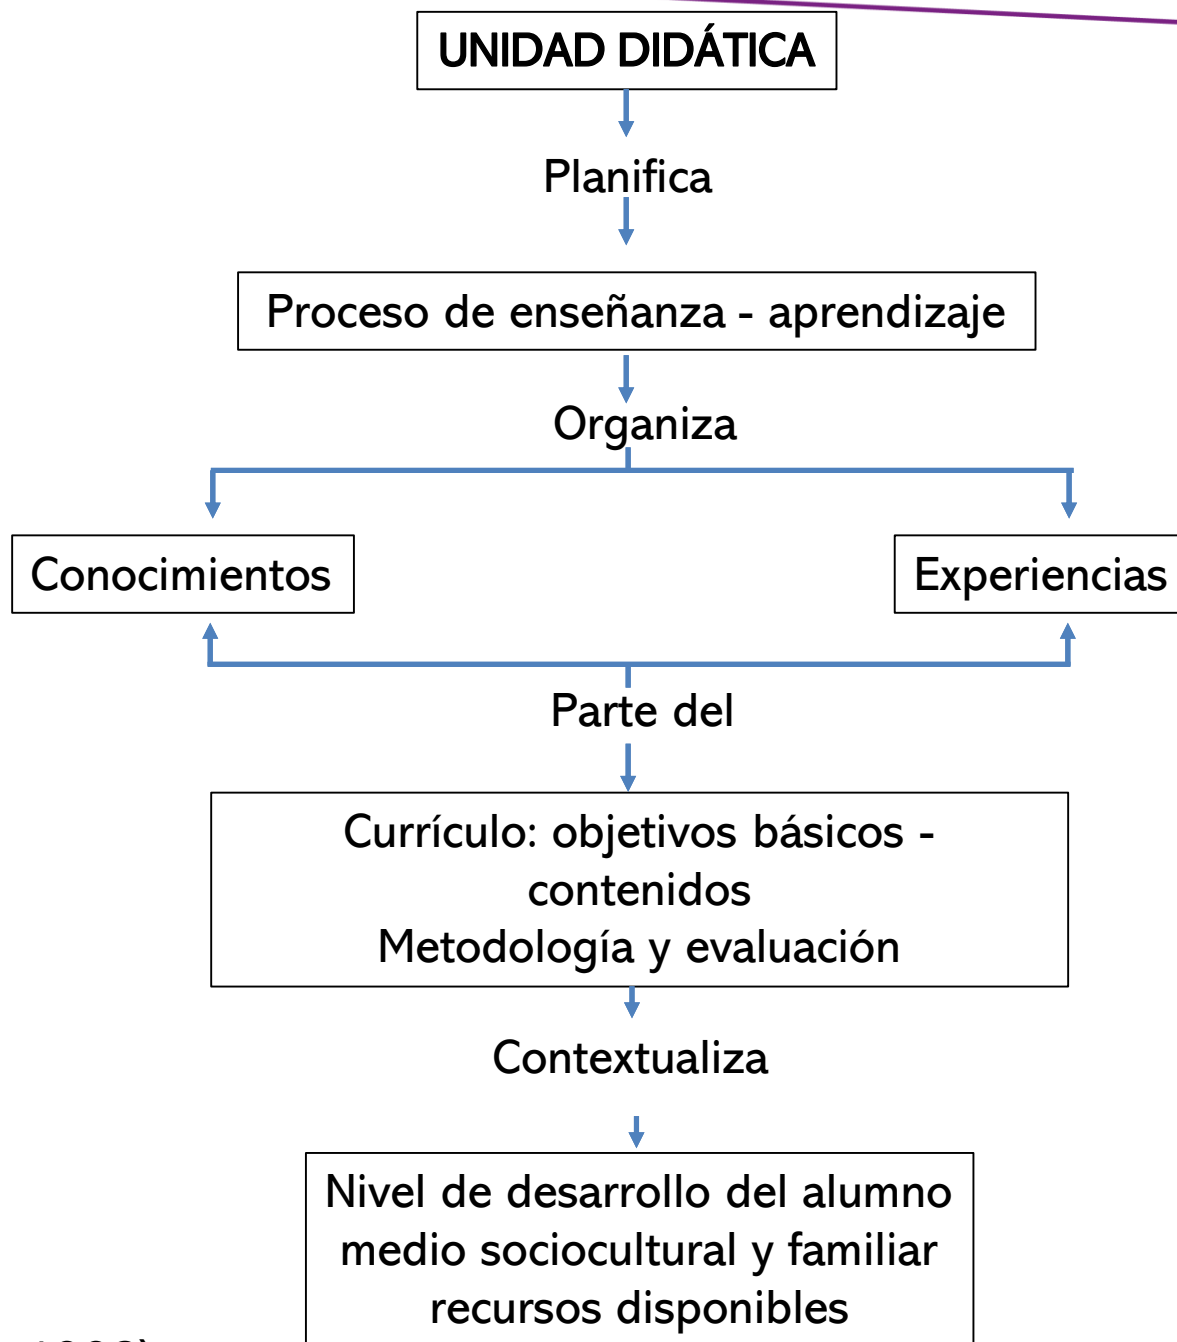 UNIDAD DIDÁTICA
Planifica
Proceso de enseñanza - aprendizaje
Organiza
Conocimientos
Experiencias
Parte del
Currículo: objetivos básicos -
contenidos
Metodología y evaluación
Contextualiza
Nivel de desarrollo del alumno
medio sociocultural y familiar
recursos disponibles